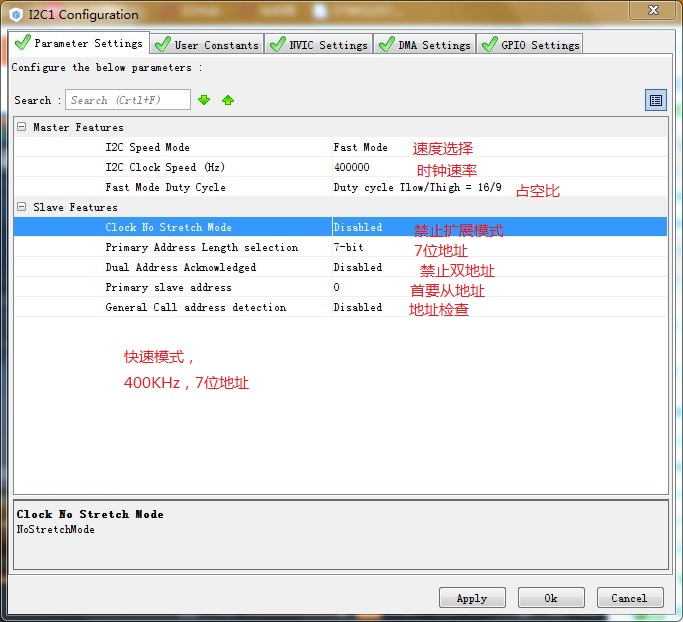 I2C1 Configuration
Parameter Settings User Constants NVIC Settings DMA Settings GPIO Settings
Configure the below parameters :
Search : Search (Crtl+F)
Master Features
I2C Speed Mode Fast Mode 速度选择
I2C Clock Speed (Hz) 400000 时钟速率
Fast Mode Duty Cycle Duty cycle Tlow/Thigh = 16/9 占空比
Slave Features
Clock No Stretch Mode Disabled 禁止扩展模式
Primary Address Length selection 7-bit 7位地址
Dual Address Acknowledged Disabled 禁止双地址
Primary slave address 0 首要从地址
General Call address detection Disabled 地址检查
快速模式，
400KHz，7位地址
Clock No Stretch Mode
NoStretchMode
Apply Ok Cancel